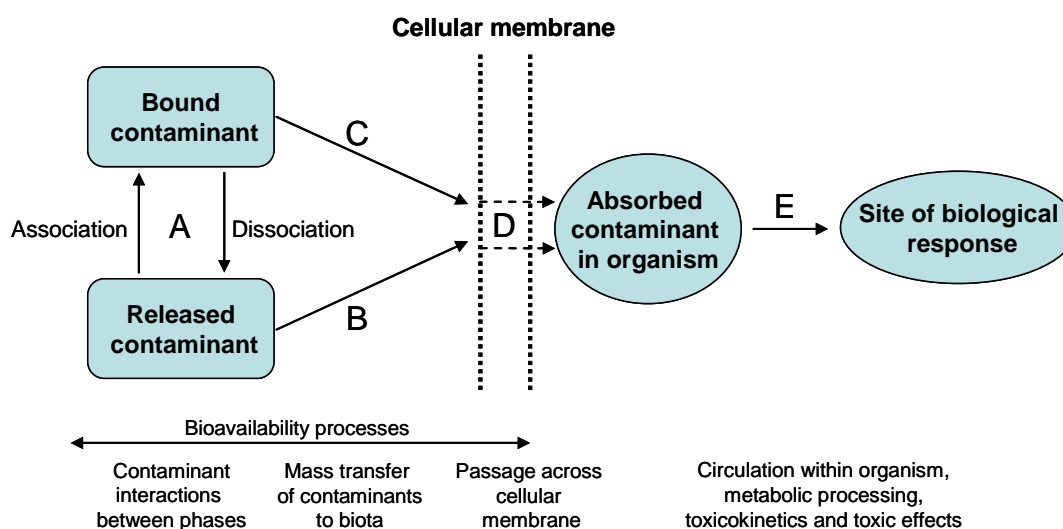 Cellular membrane
Bound
contaminant
C
Association
A
Dissociation
D
Absorbed
contaminant
in organism
E
Site of biological
response
Released
contaminant
B
Bioavailability processes
Contaminant
interactions
between phases
Mass transfer
of contaminants
to biota
Passage across
cellular
membrane
Circulation within organism,
metabolic processing,
toxicokinetics and toxic effects